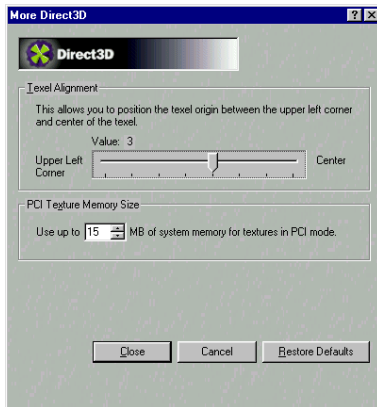 More Direct3D
Direct3D
Texel Alignment
This allows you to position the texel origin between the upper left corner
and center of the texel.
Value: 3
Upper Left
Corner
Center
PCI Texture Memory Size
Use up to 15 MB of system memory for textures in PCI mode.
Close Cancel Restore Defaults